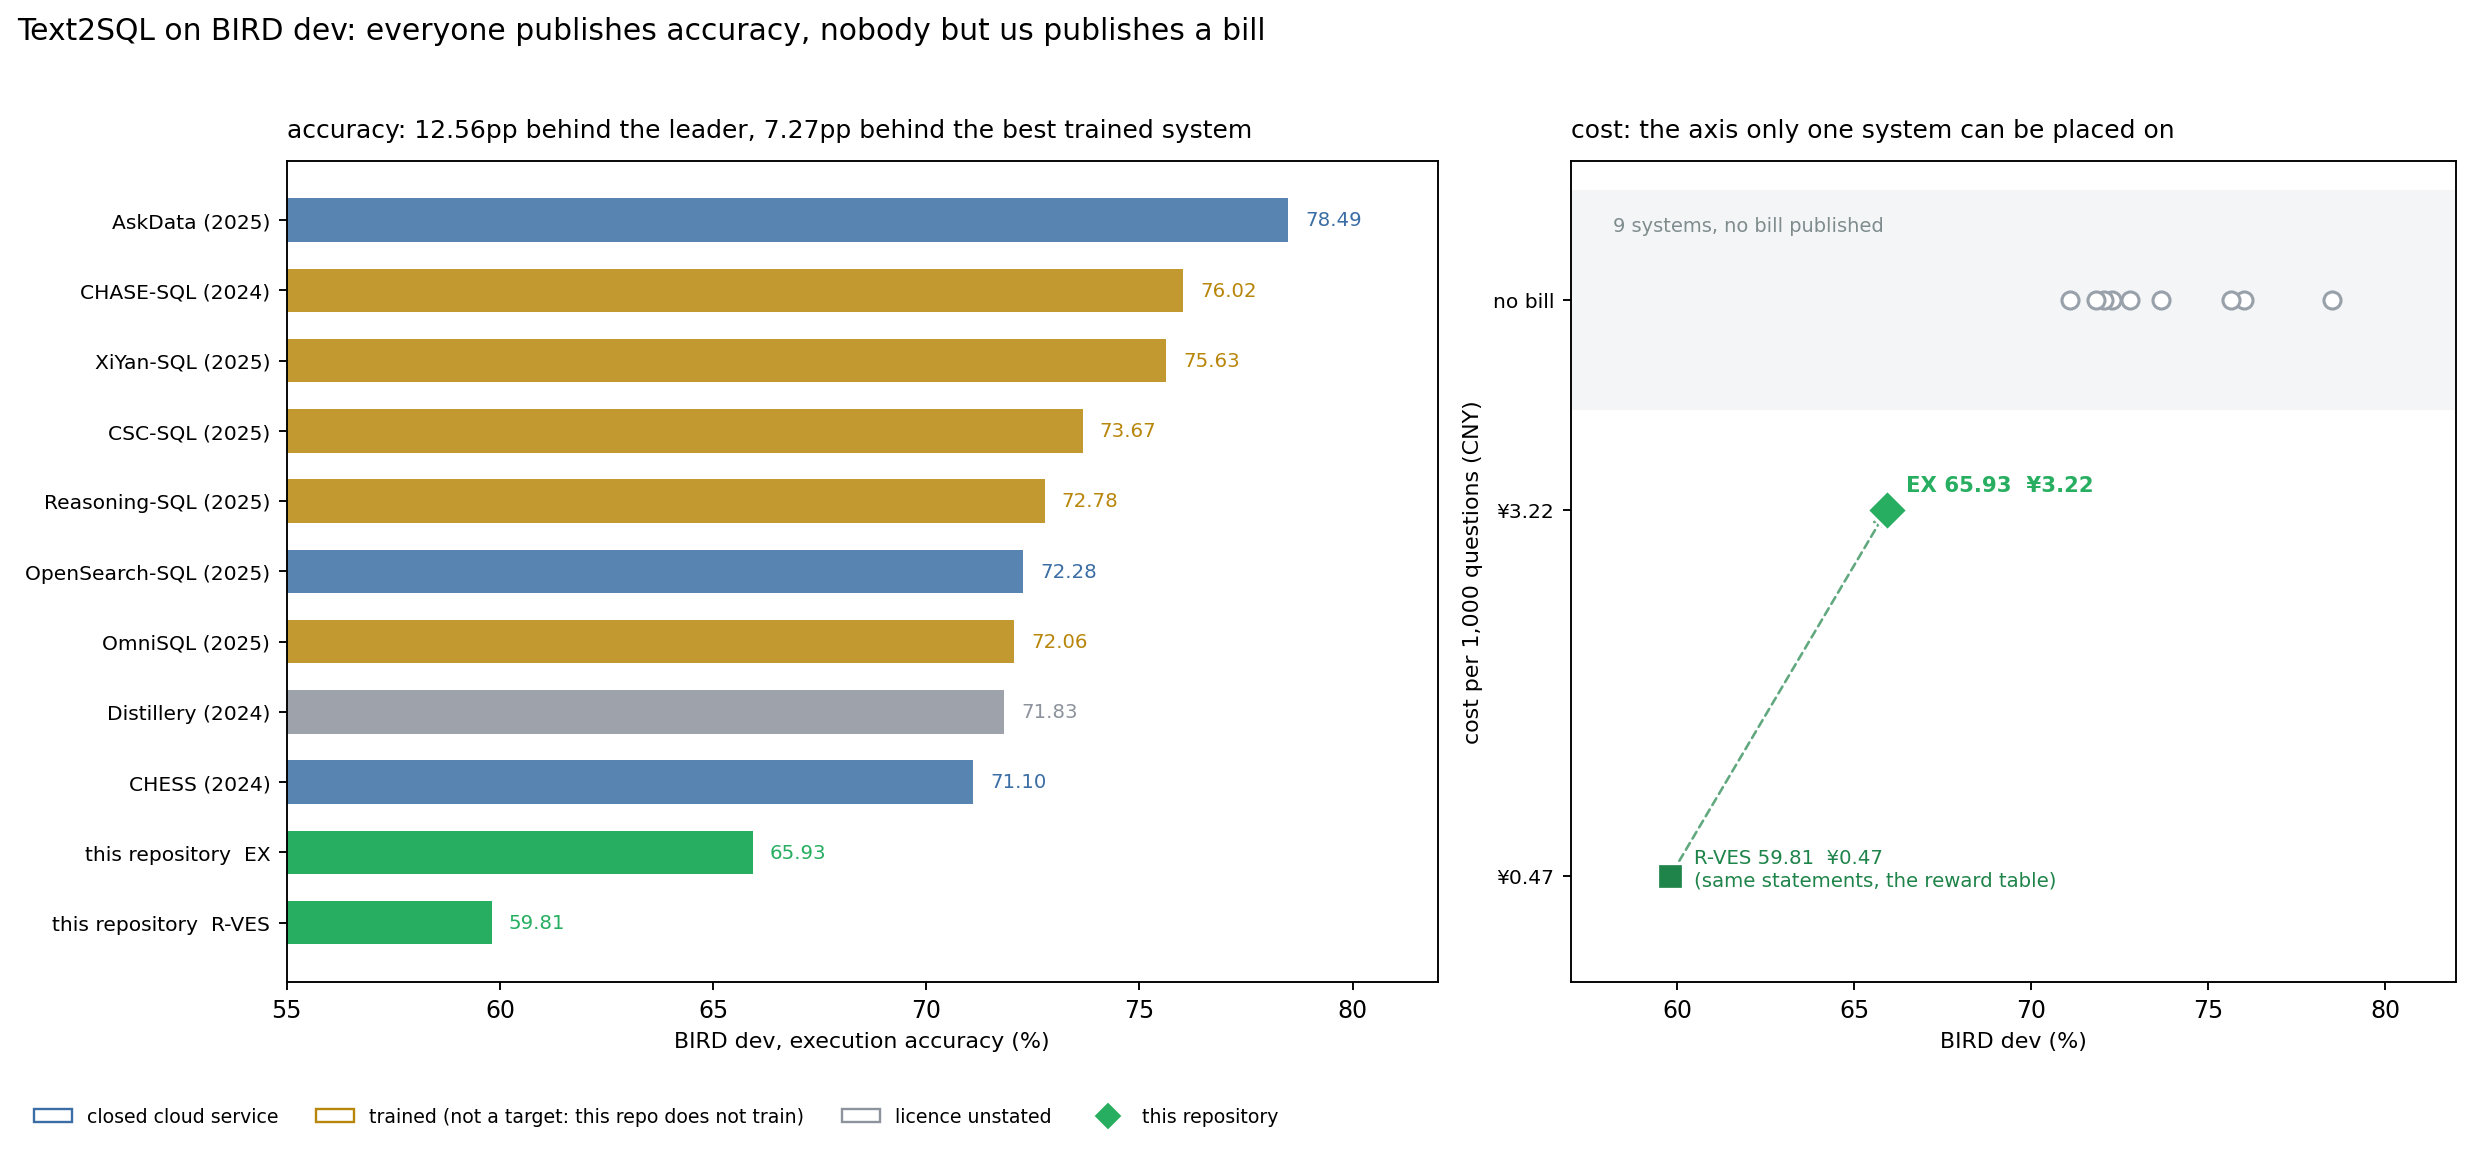 Text2SQL on BIRD dev: everyone publishes accuracy, nobody but us publishes a bill
accuracy: 12.56pp behind the leader, 7.27pp behind the best trained system
AskData (2025)
78.49
CHASE-SQL (2024)
76.02
XiYan-SQL (2025)
75.63
CSC-SQL (2025)
73.67
Reasoning-SQL (2025)
72.78
OpenSearch-SQL (2025)
72.28
OmniSQL (2025)
72.06
Distillery (2024)
71.83
CHESS (2024)
71.10
this repository  EX
65.93
this repository  R-VES
59.81
55
60
65
70
75
80
BIRD dev, execution accuracy (%)
cost: the axis only one system can be placed on
cost per 1,000 questions (CNY)
9 systems, no bill published
no bill
¥3.22
EX 65.93  ¥3.22
¥0.47
R-VES 59.81  ¥0.47
(same statements, the reward table)
60
65
70
75
80
BIRD dev (%)
closed cloud service
trained (not a target: this repo does not train)
licence unstated
this repository